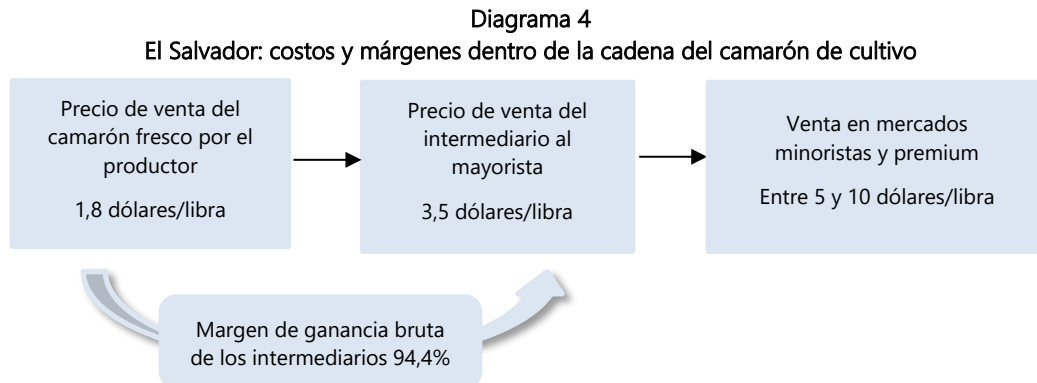 Diagrama 4
El Salvador: costos y márgenes dentro de la cadena del camarón de cultivo
Precio de venta del
camarón fresco por el
productor
1,8 dólares/libra
Precio de venta del
intermediario al
mayorista
3,5 dólares/libra
Venta en mercados
minoristas y premium
Entre 5 y 10 dólares/libra
Margen de ganancia bruta
de los intermediarios 94,4%